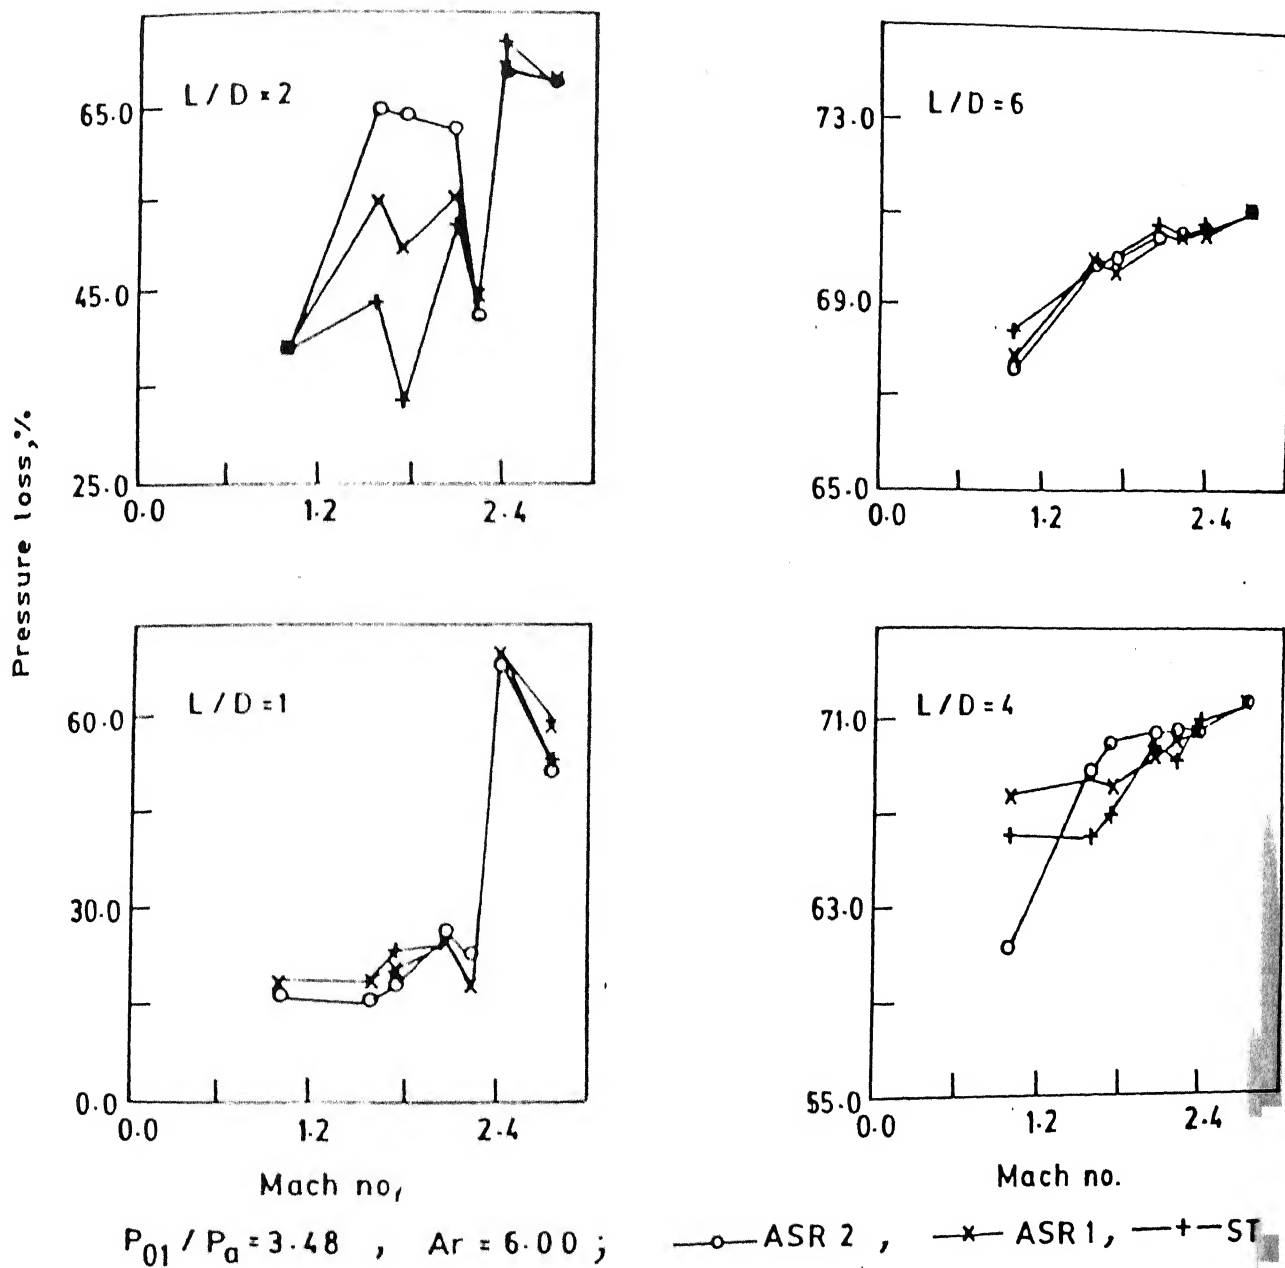 L / D = 2
65.0
45.0
25.0
0.0 1.2 2.4
L / D = 6
73.0
69.0
65.0
0.0 1.2 2.4
Pressure loss,%
L / D = 1
60.0
30.0
0.0
0.0 1.2 2.4
Mach no,
L / D = 4
71.0
63.0
55.0
0.0 1.2 2.4
Mach no.
P01 / Pa = 3.48 , Ar = 6.00 ; —o— ASR 2 , —x— ASR 1, —+— ST